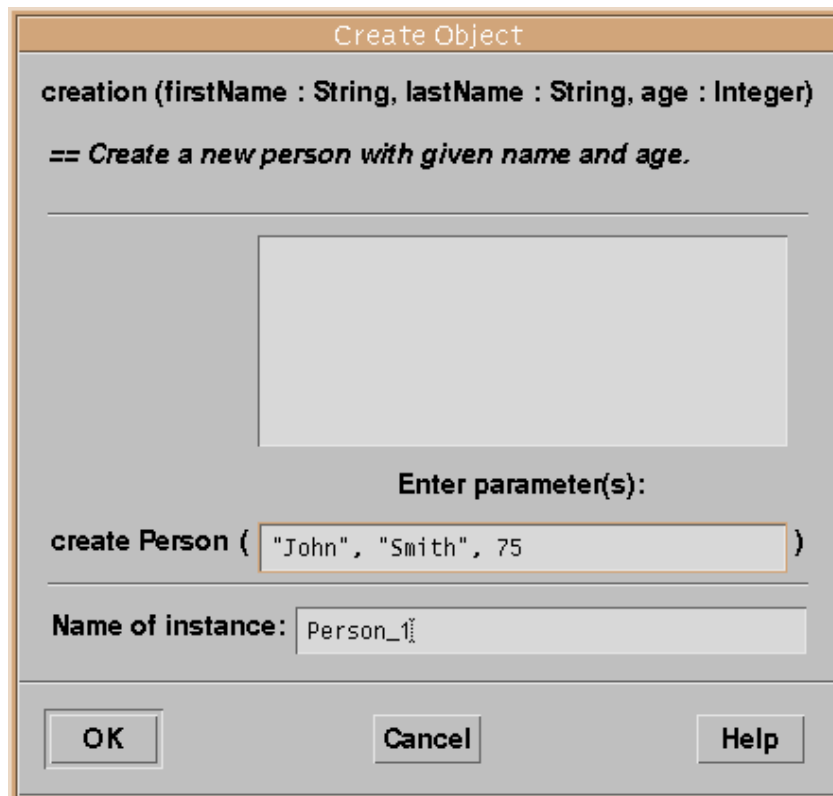 Create Object
creation (firstName : String, lastName : String, age : Integer)
== Create a new person with given name and age.
Enter parameter(s):
create Person ( "John", "Smith", 75 )
Name of instance: Person_1
OK Cancel Help